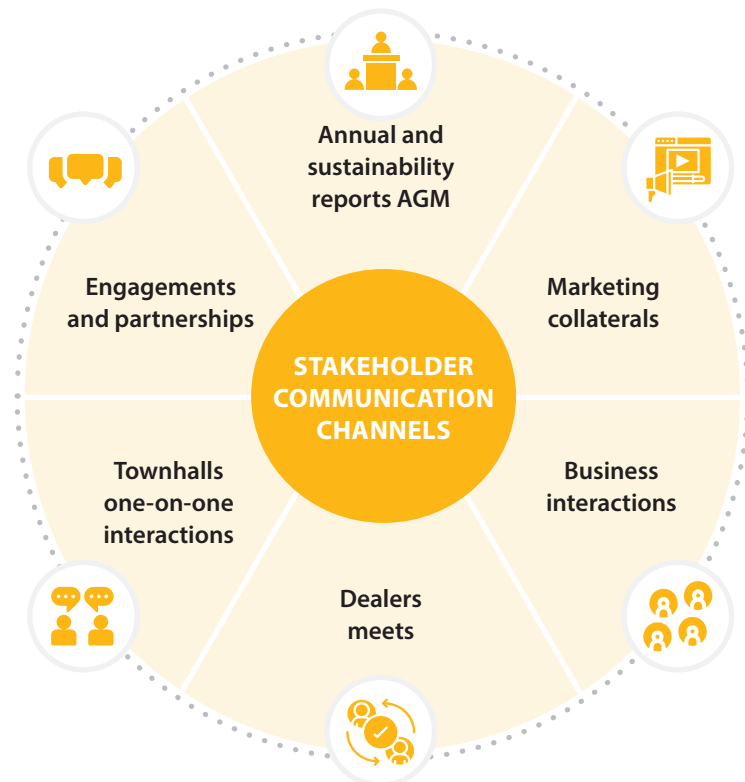 Annual and
sustainability
reports AGM
Marketing
collaterals
Business
interactions
Dealers
meets
Townhalls
one-on-one
interactions
Engagements
and partnerships
STAKEHOLDER
COMMUNICATION
CHANNELS